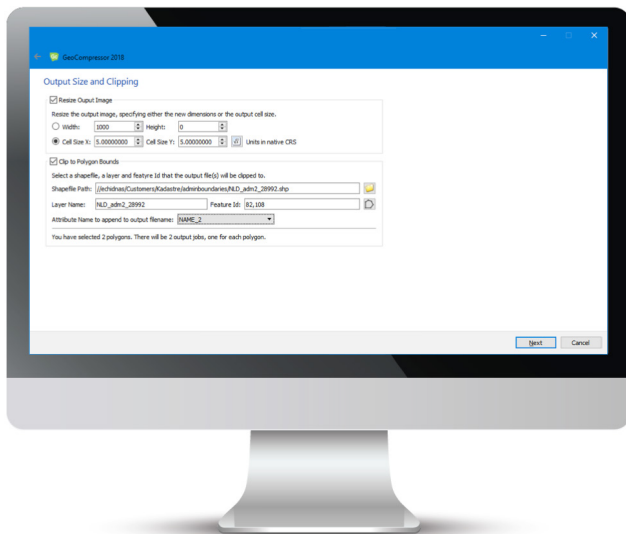 GeoCompressor 2018
Output Size and Clipping
Resize Ouput Image
Resize the output image, specifying either the new dimensions or the output cell size.
Width: 1000 Height: 0
Cell Size X: 5.00000000 Cell Size Y: 5.00000000 Units in native CRS
Clip to Polygon Bounds
Select a shapefile, a layer and featyre Id that the output file(s) will be clipped to.
Shapefile Path: //echidnas/Customers/Kadastre/adminboundaries/NLD_adm2_28992.shp
Layer Name: NLD_adm2_28992 Feature Id: 82,108
Attribute Name to append to output filename: NAME_2
You have selected 2 polygons. There will be 2 output jobs, one for each polygon.
Next Cancel